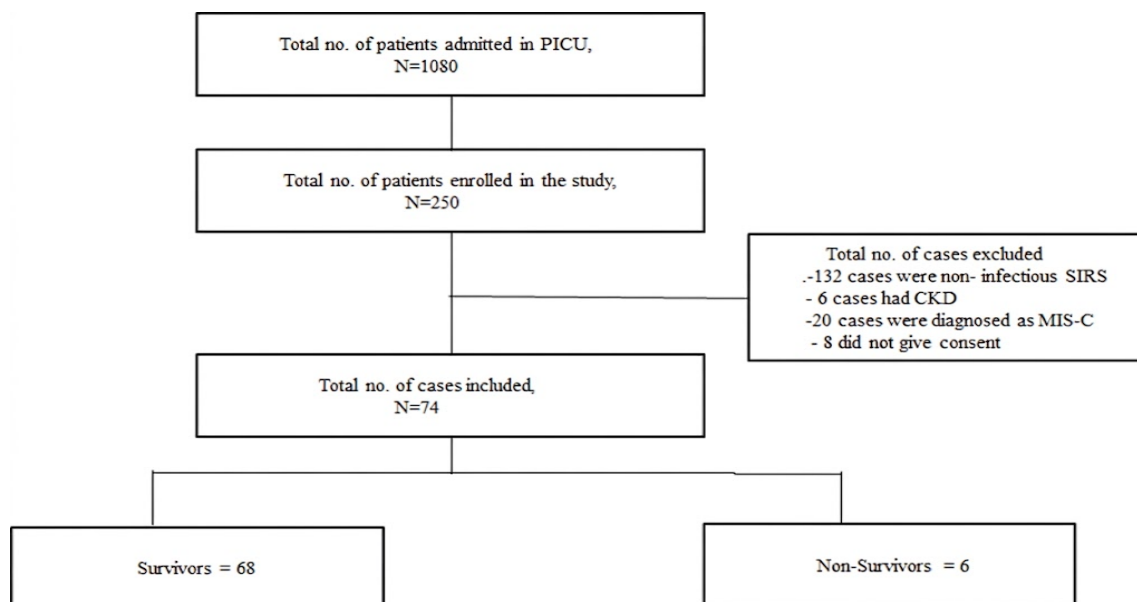 Total no. of patients admitted in PICU,
N=1080
Total no. of patients enrolled in the study,
N=250
Total no. of cases excluded
.-132 cases were non- infectious SIRS
- 6 cases had CKD
-20 cases were diagnosed as MIS-C
- 8 did not give consent
Total no. of cases included,
N=74
Survivors = 68
Non-Survivors = 6